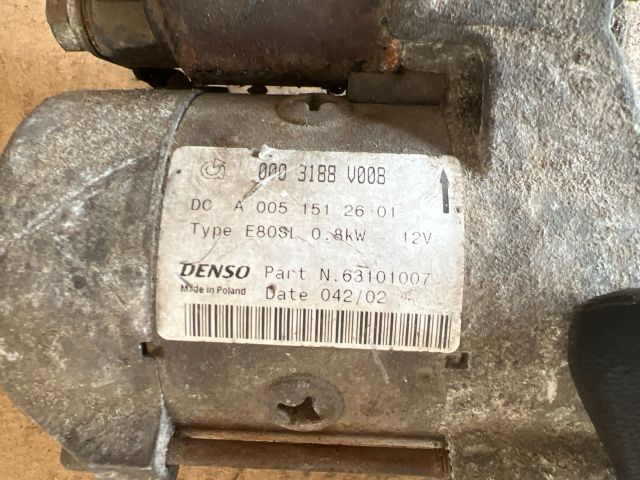 000 3188 V008
DC A 005 151 26 01
Type E80SL 0.8kW 12V
DENSO Part N.63101007
Made in Poland Date 042/02